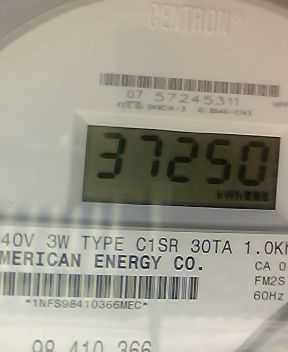 CENTRON®
07 57245311
37250
kWh
40V 3W TYPE C1SR 30TA 1.0K
MERICAN ENERGY CO.
CA 0
FM2S
*1NFS98410366MEC*
60Hz
98 410 366